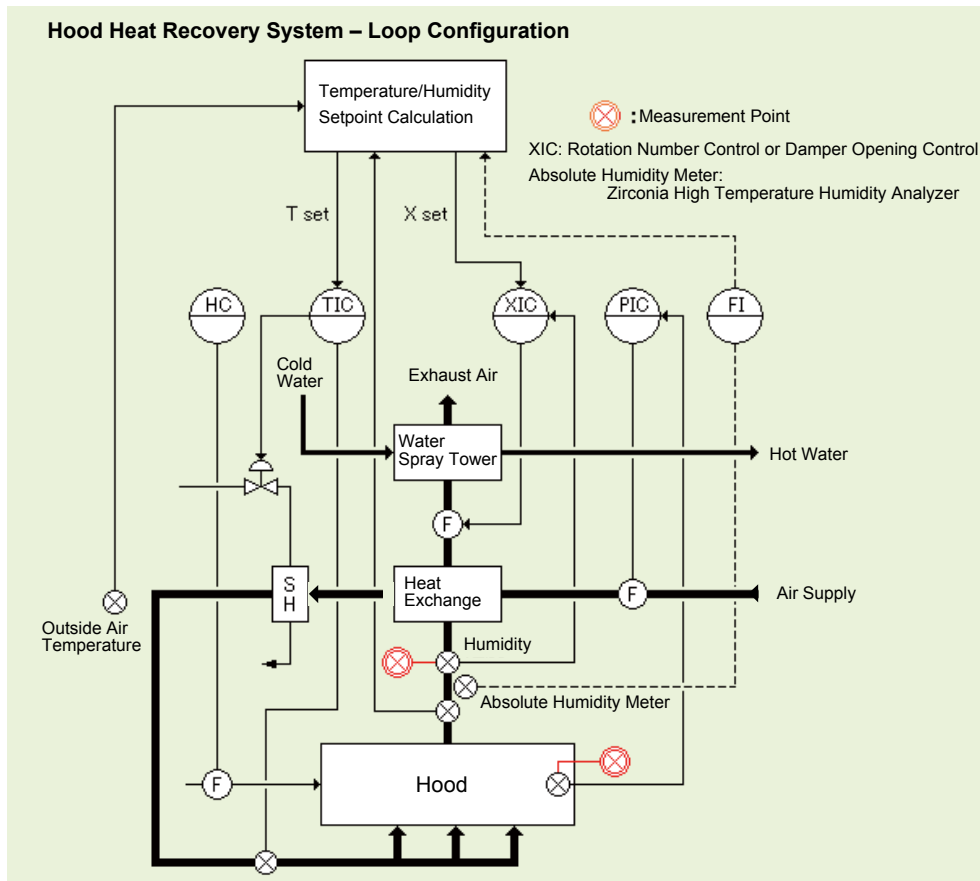 Hood Heat Recovery System – Loop Configuration
Temperature/Humidity
Setpoint Calculation
: Measurement Point
XIC: Rotation Number Control or Damper Opening Control
Absolute Humidity Meter:
Zirconia High Temperature Humidity Analyzer
T set
X set
HC
TIC
XIC
PIC
FI
Cold
Water
Exhaust Air
Water
Spray Tower
Hot Water
F
S
H
Heat
Exchange
F
Air Supply
Outside Air
Temperature
Humidity
Absolute Humidity Meter
F
Hood